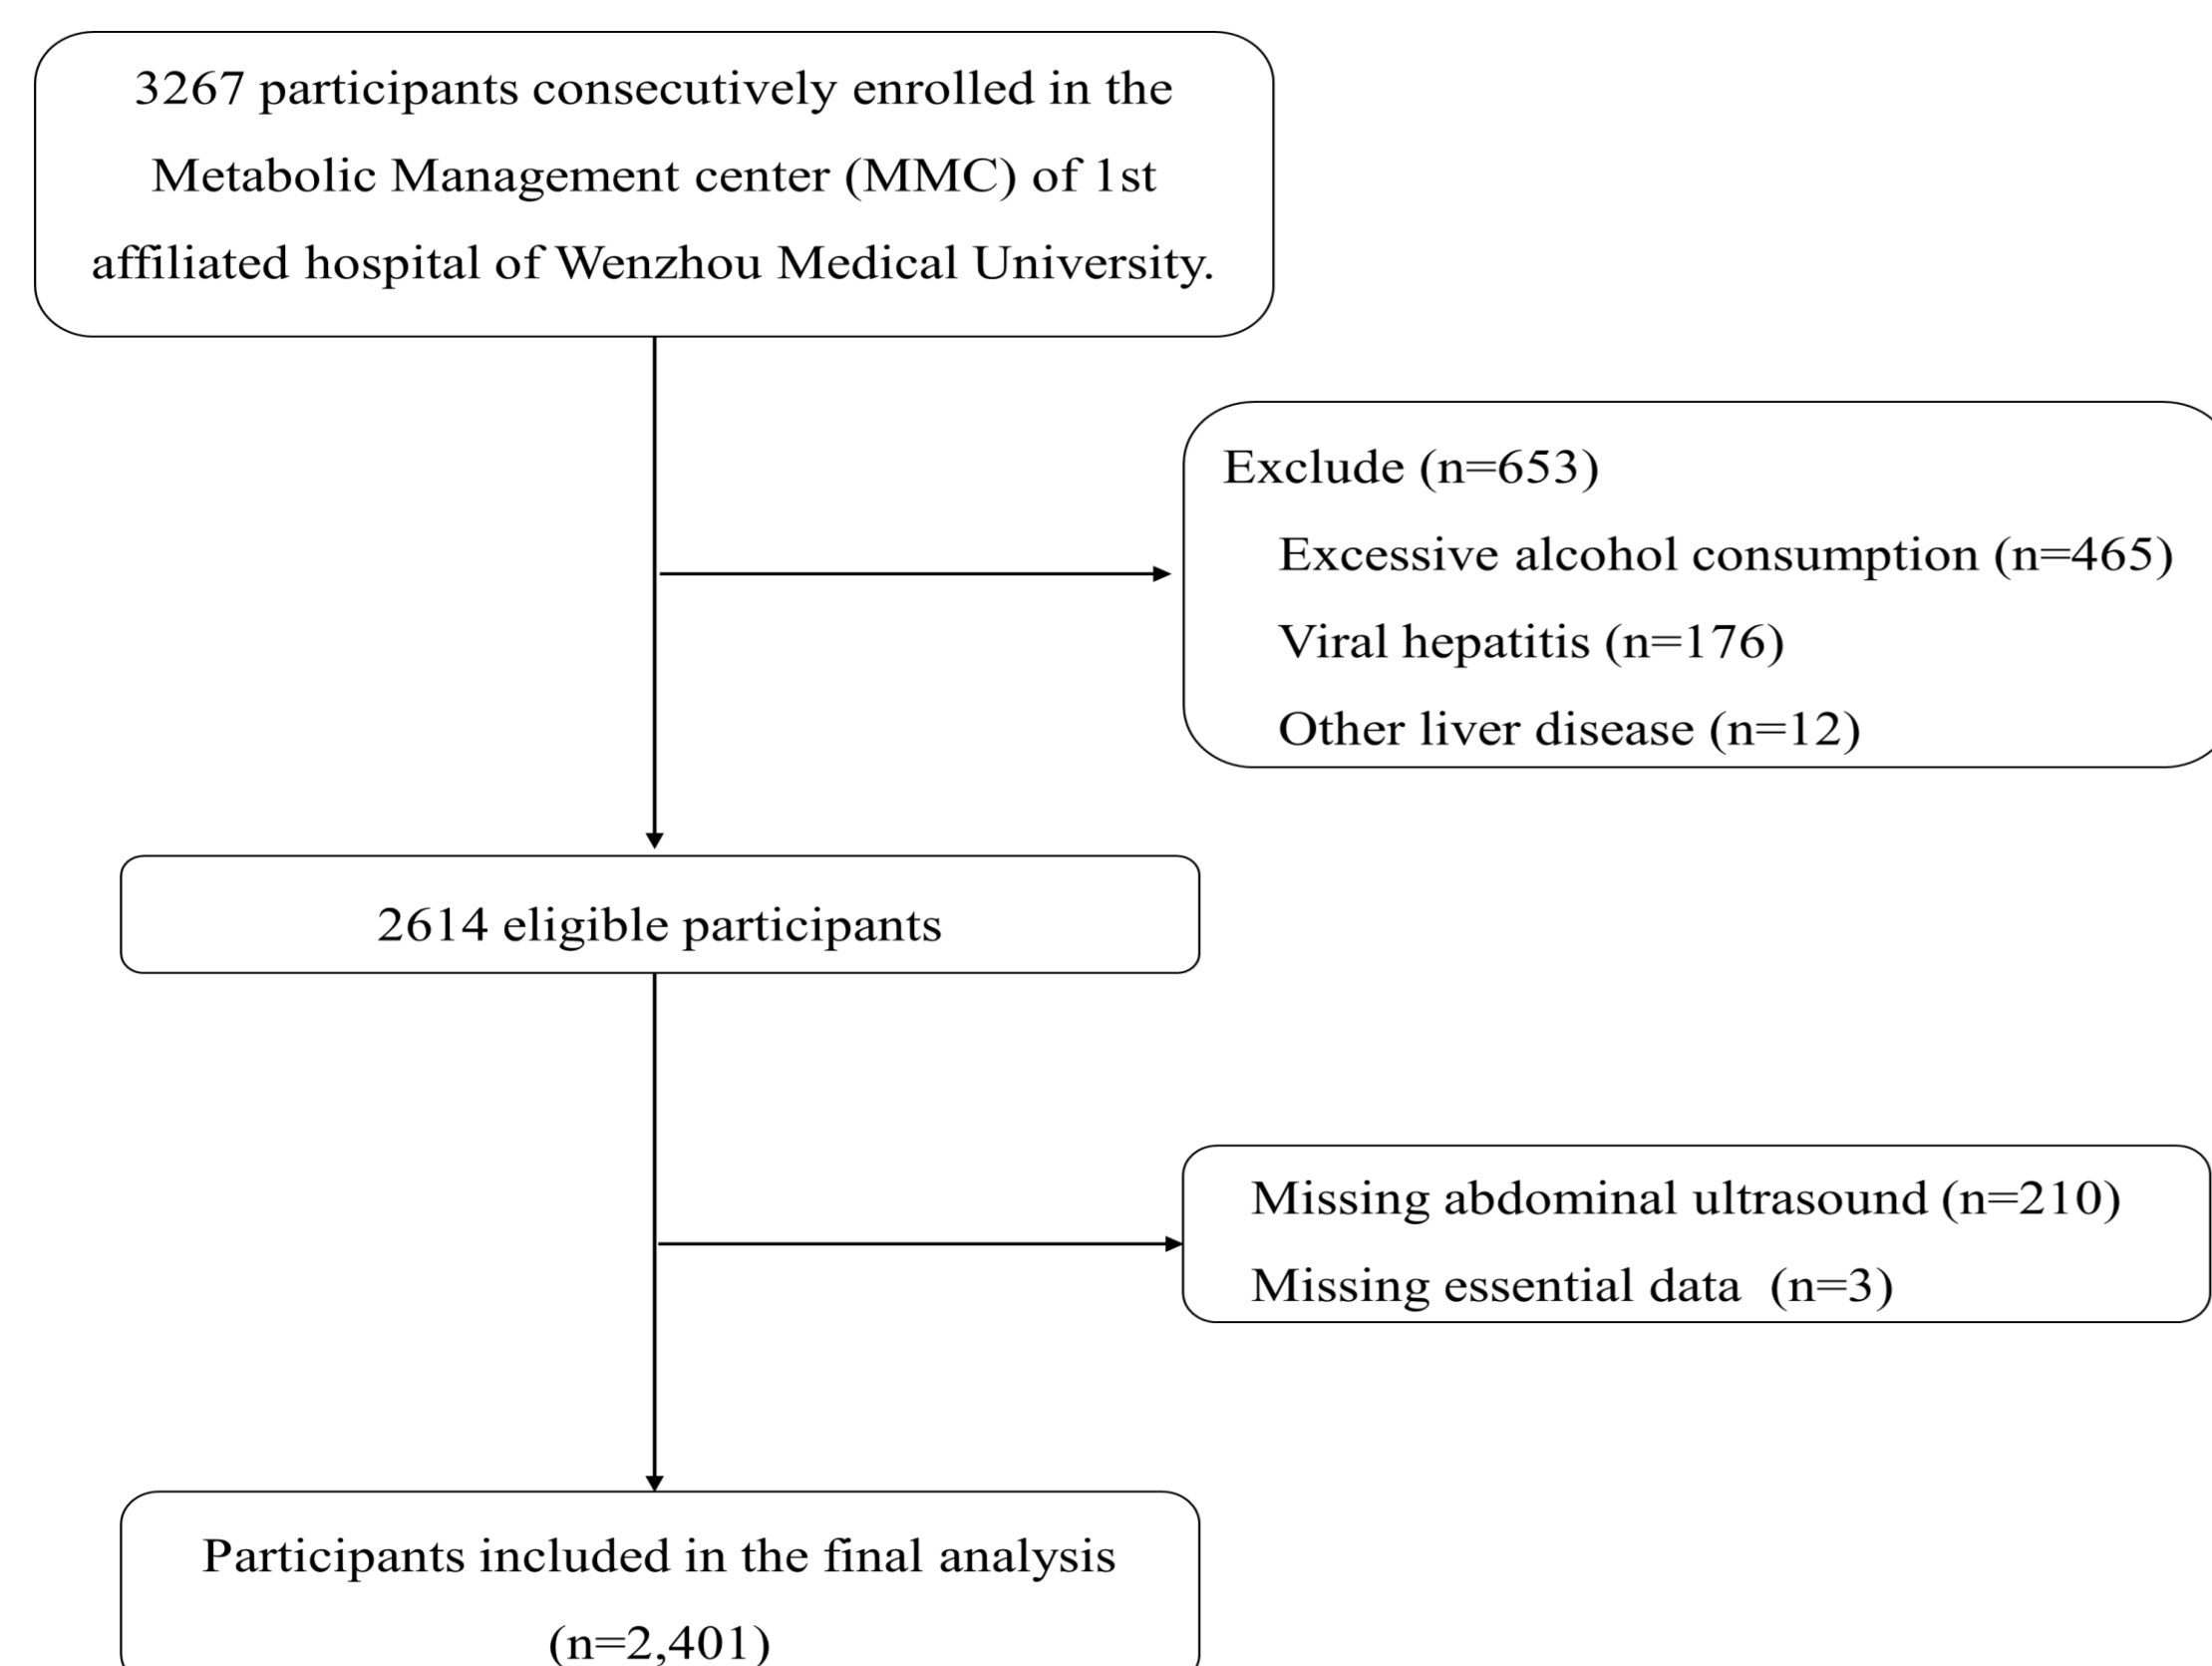 3267 participants consecutively enrolled in the
Metabolic Management center (MMC) of 1st
affiliated hospital of Wenzhou Medical University.
Exclude (n=653)
Excessive alcohol consumption (n=465)
Viral hepatitis (n=176)
Other liver disease (n=12)
2614 eligible participants
Missing abdominal ultrasound (n=210)
Missing essential data  (n=3)
Participants included in the final analysis
(n=2,401)